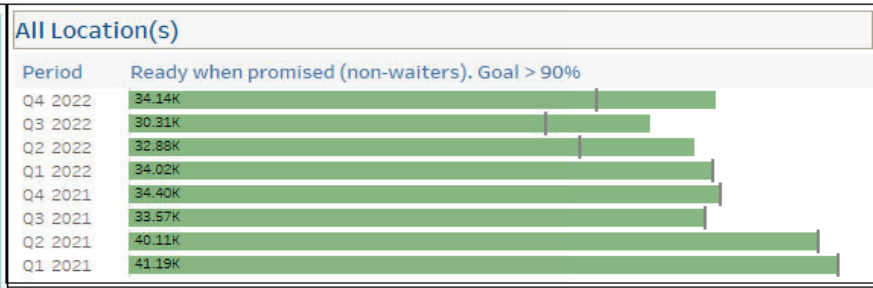 All Location(s)
Period Ready when promised (non-waiters). Goal > 90%
Q4 2022 34.14K
Q3 2022 30.31K
Q2 2022 32.88K
Q1 2022 34.02K
Q4 2021 34.40K
Q3 2021 33.57K
Q2 2021 40.11K
Q1 2021 41.19K